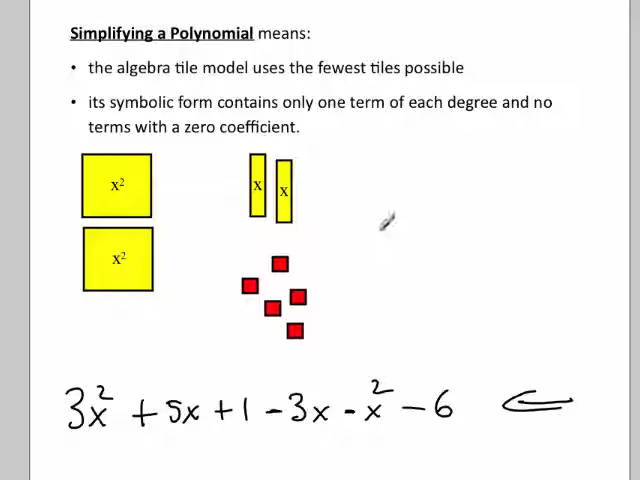 Simplifying a Polynomial means:
• the algebra tile model uses the fewest tiles possible
• its symbolic form contains only one term of each degree and no
terms with a zero coefficient.
x² x x
x²
3x² + 5x + 1 - 3x - x² - 6